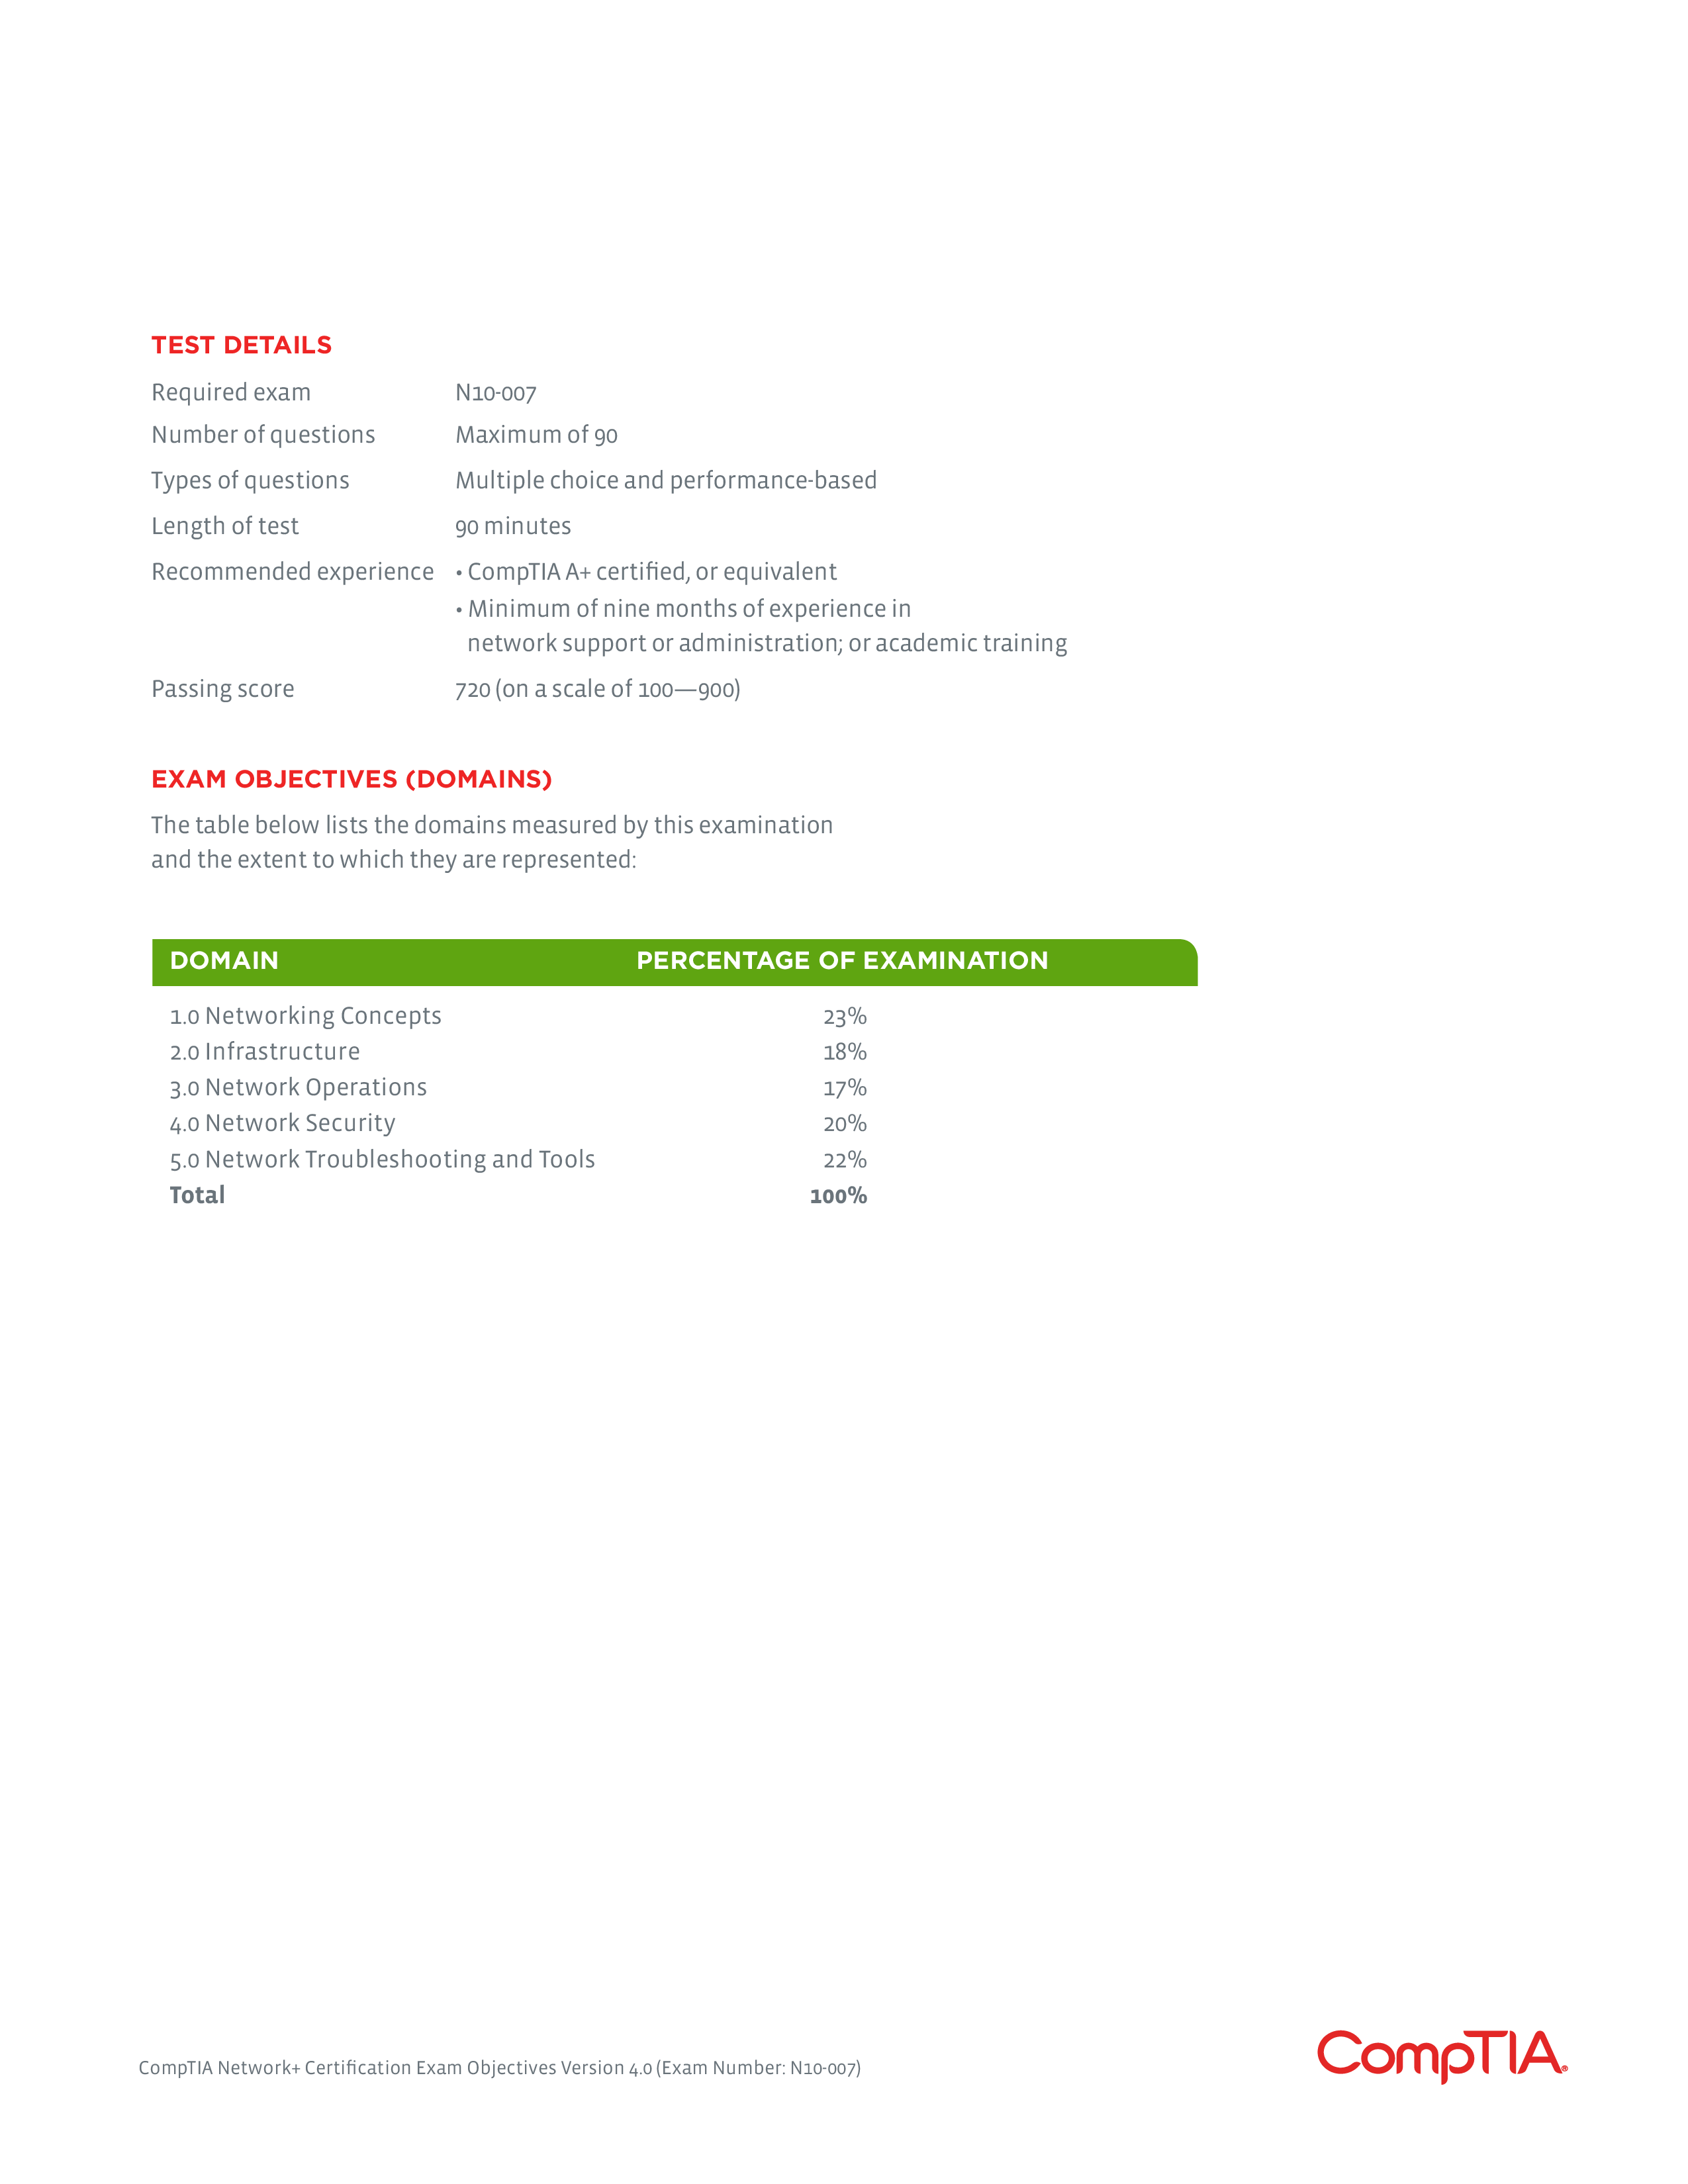 TEST DETAILS
Required exam N10-007
Number of questions Maximum of 90
Types of questions Multiple choice and performance-based
Length of test 90 minutes
Recommended experience • CompTIA A+ certified, or equivalent
• Minimum of nine months of experience in
network support or administration; or academic training
Passing score 720 (on a scale of 100—900)
EXAM OBJECTIVES (DOMAINS)
The table below lists the domains measured by this examination
and the extent to which they are represented:
DOMAIN PERCENTAGE OF EXAMINATION
1.0 Networking Concepts 23%
2.0 Infrastructure 18%
3.0 Network Operations 17%
4.0 Network Security 20%
5.0 Network Troubleshooting and Tools 22%
Total 100%
CompTIA Network+ Certification Exam Objectives Version 4.0 (Exam Number: N10-007)
CompTIA®